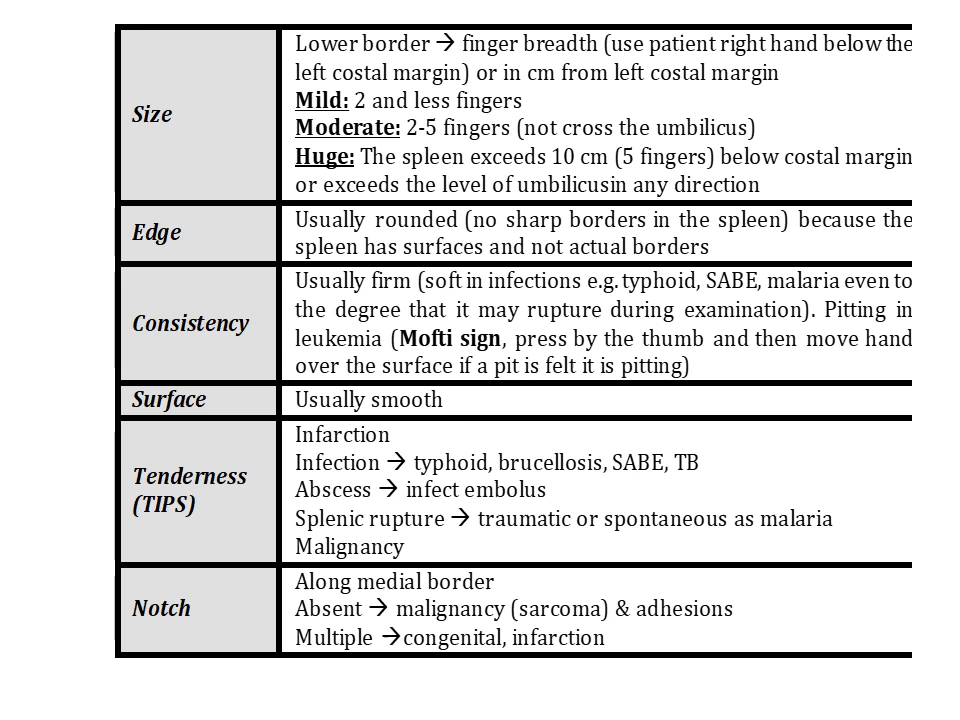 Size
Lower border → finger breadth (use patient right hand below the
left costal margin) or in cm from left costal margin
Mild: 2 and less fingers
Moderate: 2-5 fingers (not cross the umbilicus)
Huge: The spleen exceeds 10 cm (5 fingers) below costal margin
or exceeds the level of umbilicusin any direction
Edge
Usually rounded (no sharp borders in the spleen) because the
spleen has surfaces and not actual borders
Consistency
Usually firm (soft in infections e.g. typhoid, SABE, malaria even to
the degree that it may rupture during examination). Pitting in
leukemia (Mofti sign, press by the thumb and then move hand
over the surface if a pit is felt it is pitting)
Surface
Usually smooth
Tenderness
(TIPS)
Infarction
Infection → typhoid, brucellosis, SABE, TB
Abscess → infect embolus
Splenic rupture → traumatic or spontaneous as malaria
Malignancy
Notch
Along medial border
Absent → malignancy (sarcoma) & adhesions
Multiple →congenital, infarction